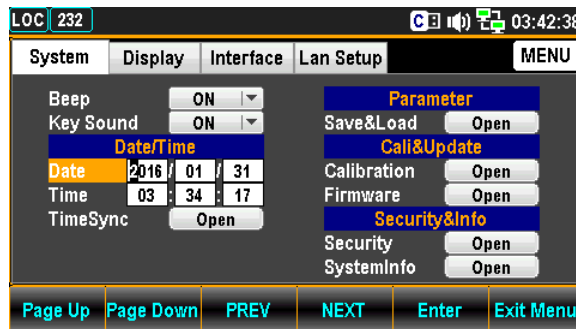 LOC 232 C 03:42:38
System Display Interface Lan Setup MENU
Beep ON
Key Sound ON
Date/Time
Date 2016 / 01 / 31
Time 03 : 34 : 17
TimeSync Open
Parameter
Save&Load Open
Cali&Update
Calibration Open
Firmware Open
Security&Info
Security Open
SystemInfo Open
Page Up Page Down PREV NEXT Enter Exit Menu